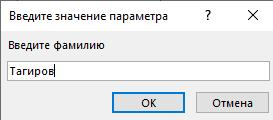 Введите значение параметра ? ×
Введите фамилию
Тагиров
ОК Отмена